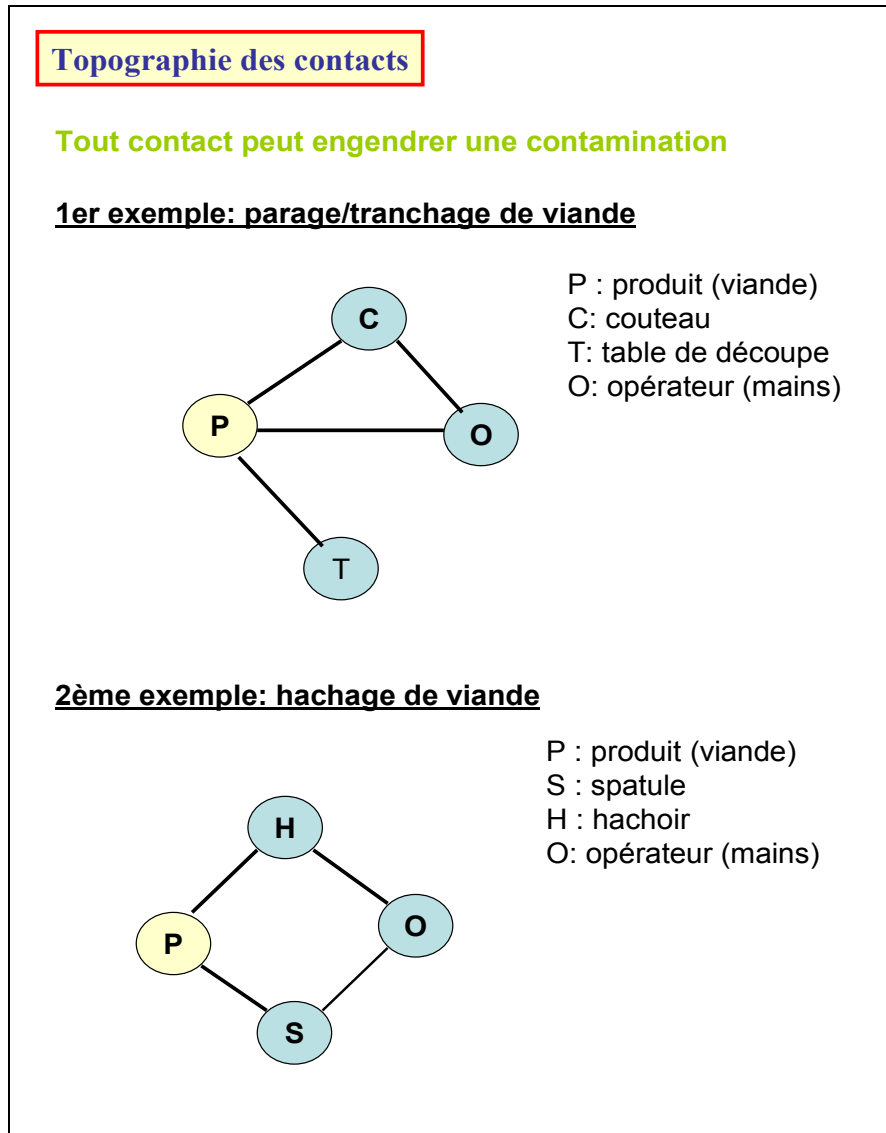 Topographie des contacts
Tout contact peut engendrer une contamination
1er exemple: parage/tranchage de viande
P : produit (viande)
C: couteau
T: table de découpe
O: opérateur (mains)
C
P
O
T
2ème exemple: hachage de viande
P : produit (viande)
S : spatule
H : hachoir
O: opérateur (mains)
H
O
P
S